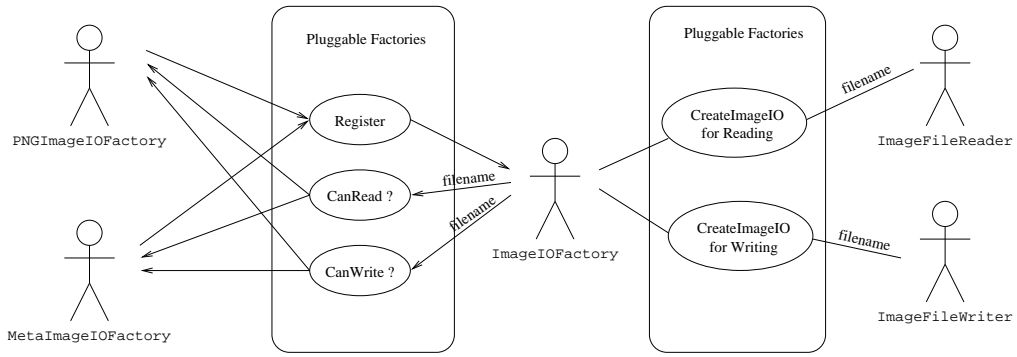 Pluggable Factories
Pluggable Factories
PNGImageIOFactory
Register
CanRead ?
CanWrite ?
MetaImageIOFactory
filename
filename
ImageIOFactory
CreateImageIO
for Reading
CreateImageIO
for Writing
filename
filename
ImageFileReader
ImageFileWriter